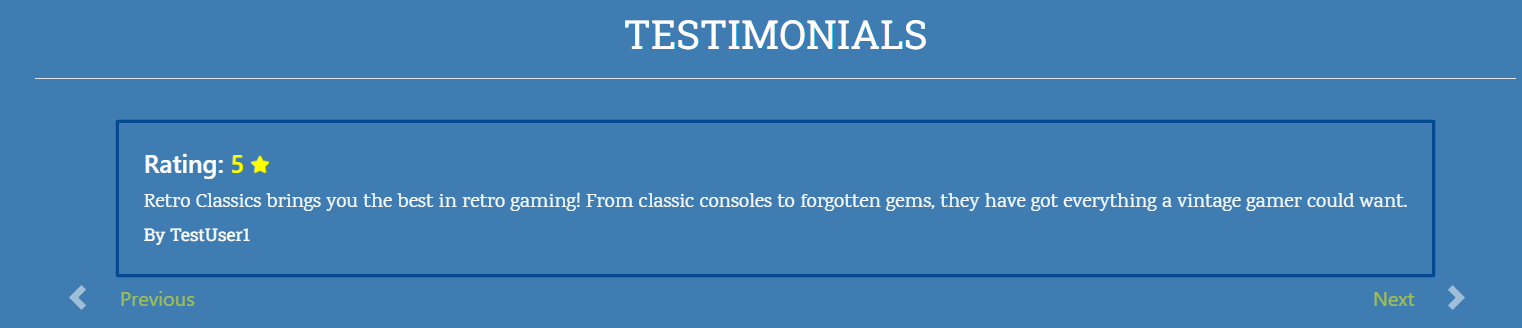 TESTIMONIALS
Rating: 5
Retro Classics brings you the best in retro gaming! From classic consoles to forgotten gems, they have got everything a vintage gamer could want.
By TestUser1
Previous
Next